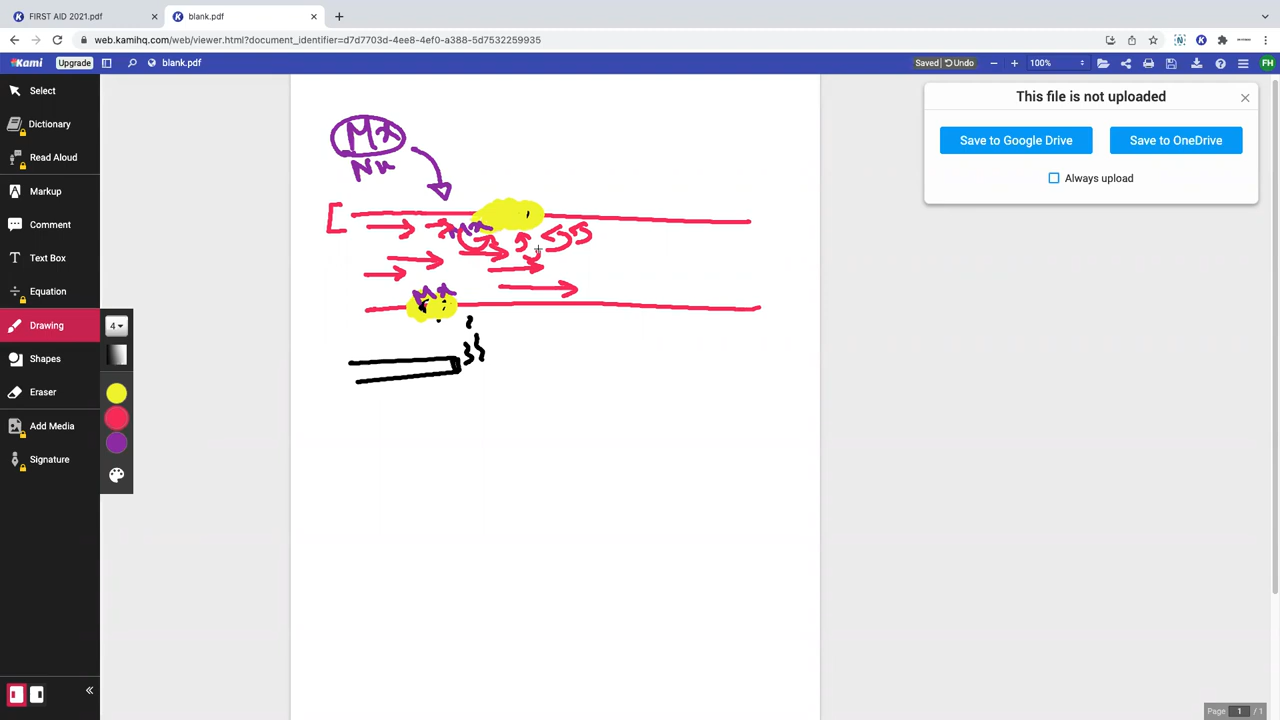 FIRST AID 2021.pdf
blank.pdf
web.kamihq.com/web/viewer.html?document_identifier=d7d7703d-4ee8-4ef0-a388-5d7532259935
Kami
Upgrade
blank.pdf
Saved
Undo
100%
FH
Select
Dictionary
Read Aloud
Markup
Comment
Text Box
Equation
Drawing
Shapes
Eraser
Add Media
Signature
4
This file is not uploaded
Save to Google Drive
Save to OneDrive
Always upload
Mx
Page 1 / 1